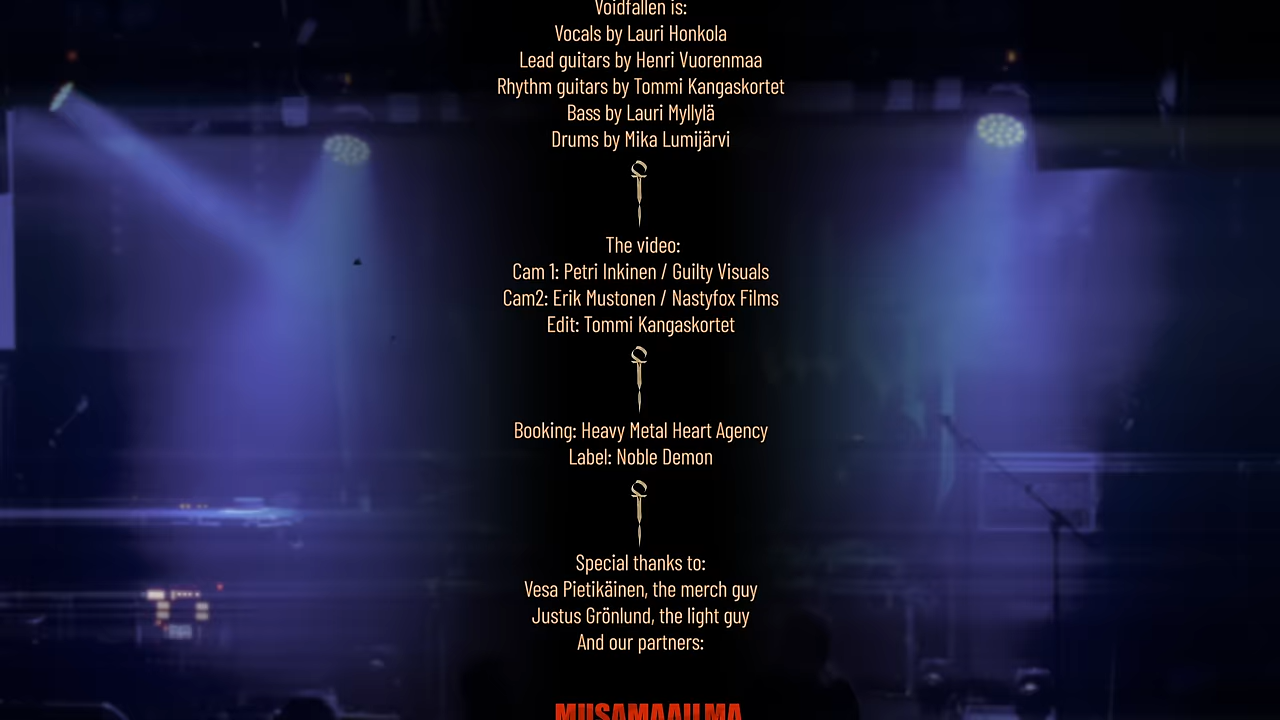 Voidfallen is:
Vocals by Lauri Honkola
Lead guitars by Henri Vuorenmaa
Rhythm guitars by Tommi Kangaskortet
Bass by Lauri Myllylä
Drums by Mika Lumijärvi
The video:
Cam 1: Petri Inkinen / Guilty Visuals
Cam2: Erik Mustonen / Nastyfox Films
Edit: Tommi Kangaskortet
Booking: Heavy Metal Heart Agency
Label: Noble Demon
Special thanks to:
Vesa Pietikäinen, the merch guy
Justus Grönlund, the light guy
And our partners:
MUSAMAAILMA